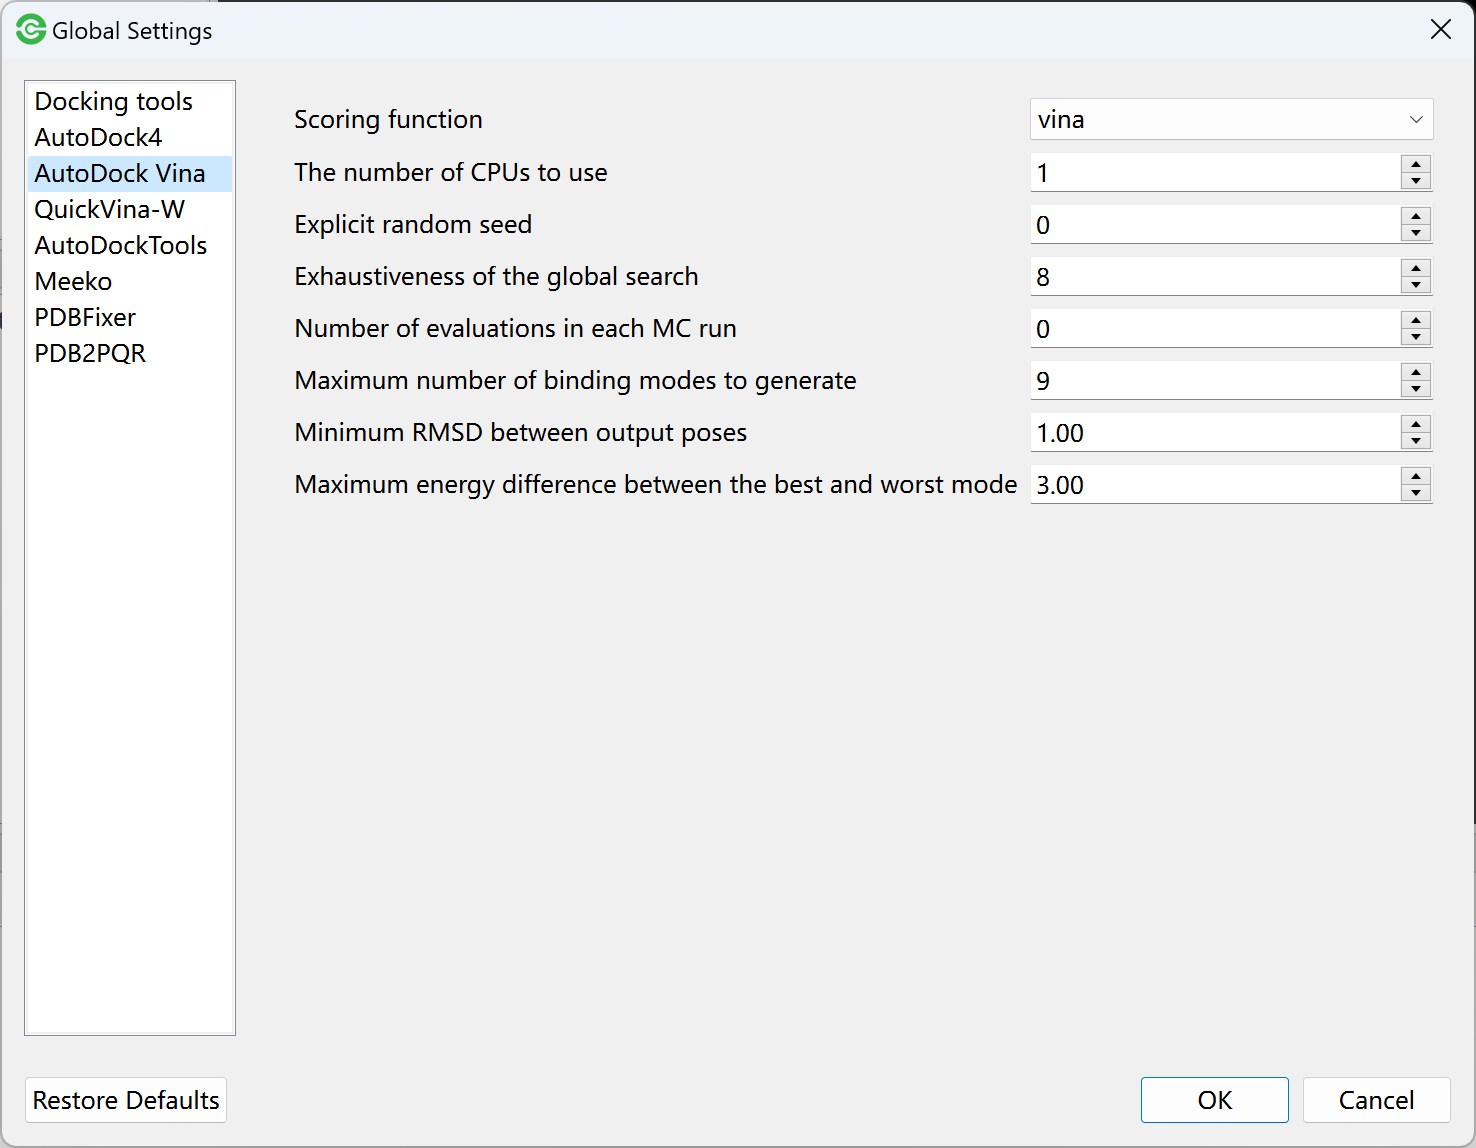 Global Settings
Docking tools
AutoDock4
AutoDock Vina
QuickVina-W
AutoDockTools
Meeko
PDBFixer
PDB2PQR
Scoring function vina
The number of CPUs to use 1
Explicit random seed 0
Exhaustiveness of the global search 8
Number of evaluations in each MC run 0
Maximum number of binding modes to generate 9
Minimum RMSD between output poses 1.00
Maximum energy difference between the best and worst mode 3.00
Restore Defaults OK Cancel